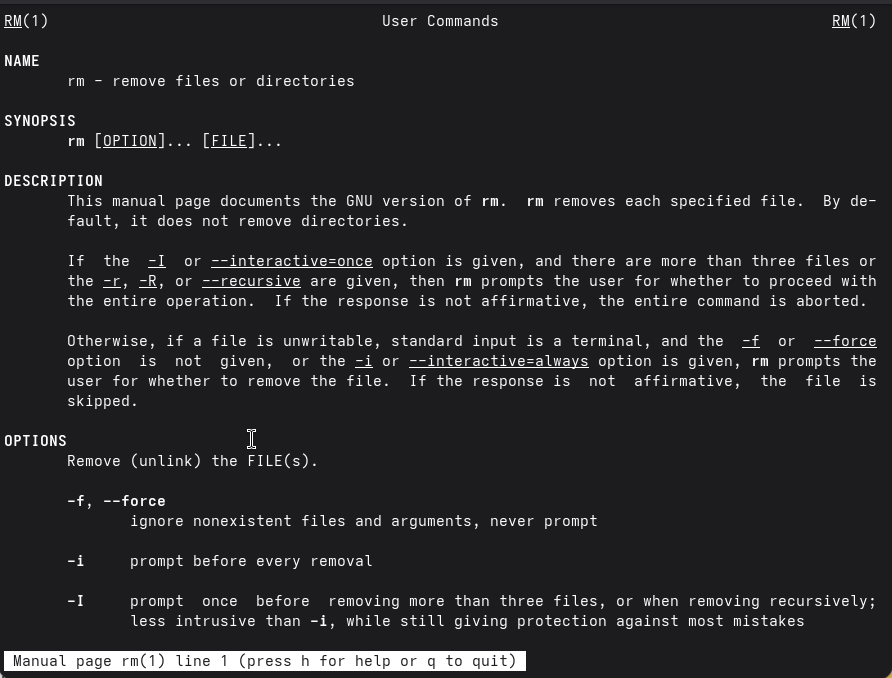 RM(1) User Commands RM(1)
NAME
rm - remove files or directories
SYNOPSIS
rm [OPTION]... [FILE]...
DESCRIPTION
This manual page documents the GNU version of rm. rm removes each specified file. By de-
fault, it does not remove directories.
If the -I or --interactive=once option is given, and there are more than three files or
the -r, -R, or --recursive are given, then rm prompts the user for whether to proceed with
the entire operation. If the response is not affirmative, the entire command is aborted.
Otherwise, if a file is unwritable, standard input is a terminal, and the -f or --force
option is not given, or the -i or --interactive=always option is given, rm prompts the
user for whether to remove the file. If the response is not affirmative, the file is
skipped.
OPTIONS
Remove (unlink) the FILE(s).
-f, --force
ignore nonexistent files and arguments, never prompt
-i prompt before every removal
-I prompt once before removing more than three files, or when removing recursively;
less intrusive than -i, while still giving protection against most mistakes
Manual page rm(1) line 1 (press h for help or q to quit)